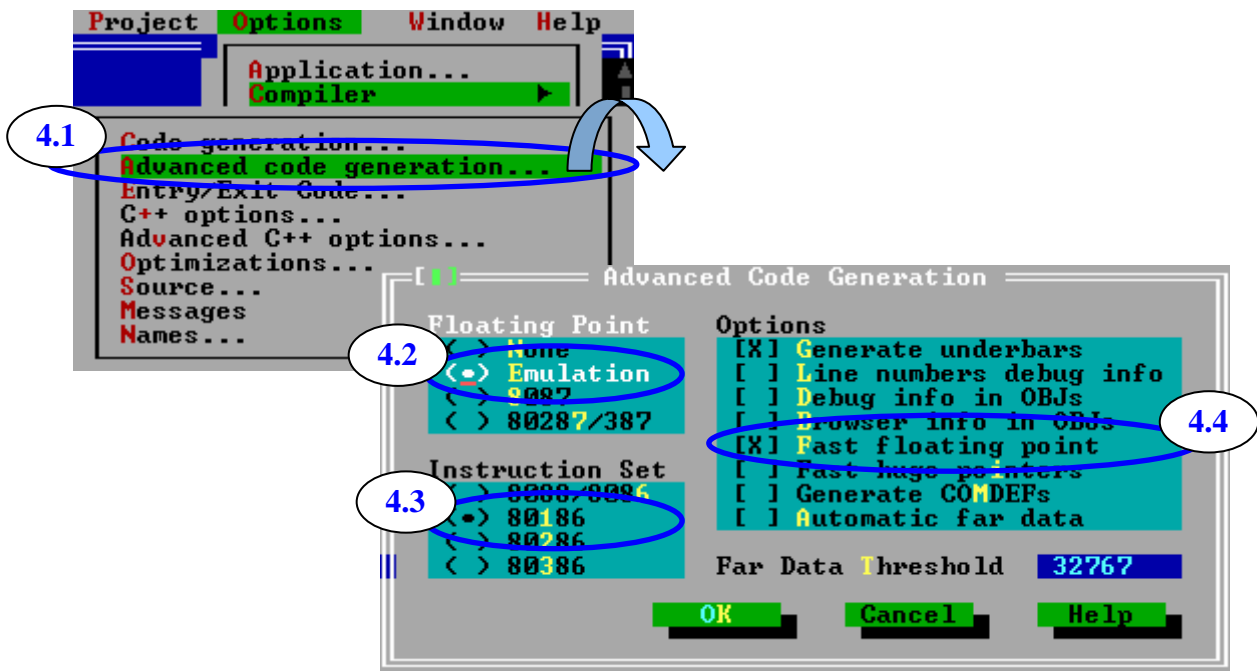 Project Options Window Help
Application...
Compiler
4.1
Code generation...
Advanced code generation...
Entry/Exit Code...
C++ options...
Advanced C++ options...
Optimizations...
Source...
Messages
Names...
Advanced Code Generation
Floating Point
4.2
( ) None
(•) Emulation
( ) 8087
( ) 80287/387
Instruction Set
4.3
( ) 8088/8086
(•) 80186
( ) 80286
( ) 80386
Options
[X] Generate underbars
[ ] Line numbers debug info
[ ] Debug info in OBJs
[ ] Browser info in OBJs
4.4
[X] Fast floating point
[ ] Fast huge pointers
[ ] Generate COMDEFs
[ ] Automatic far data
Far Data Threshold 32767
OK Cancel Help